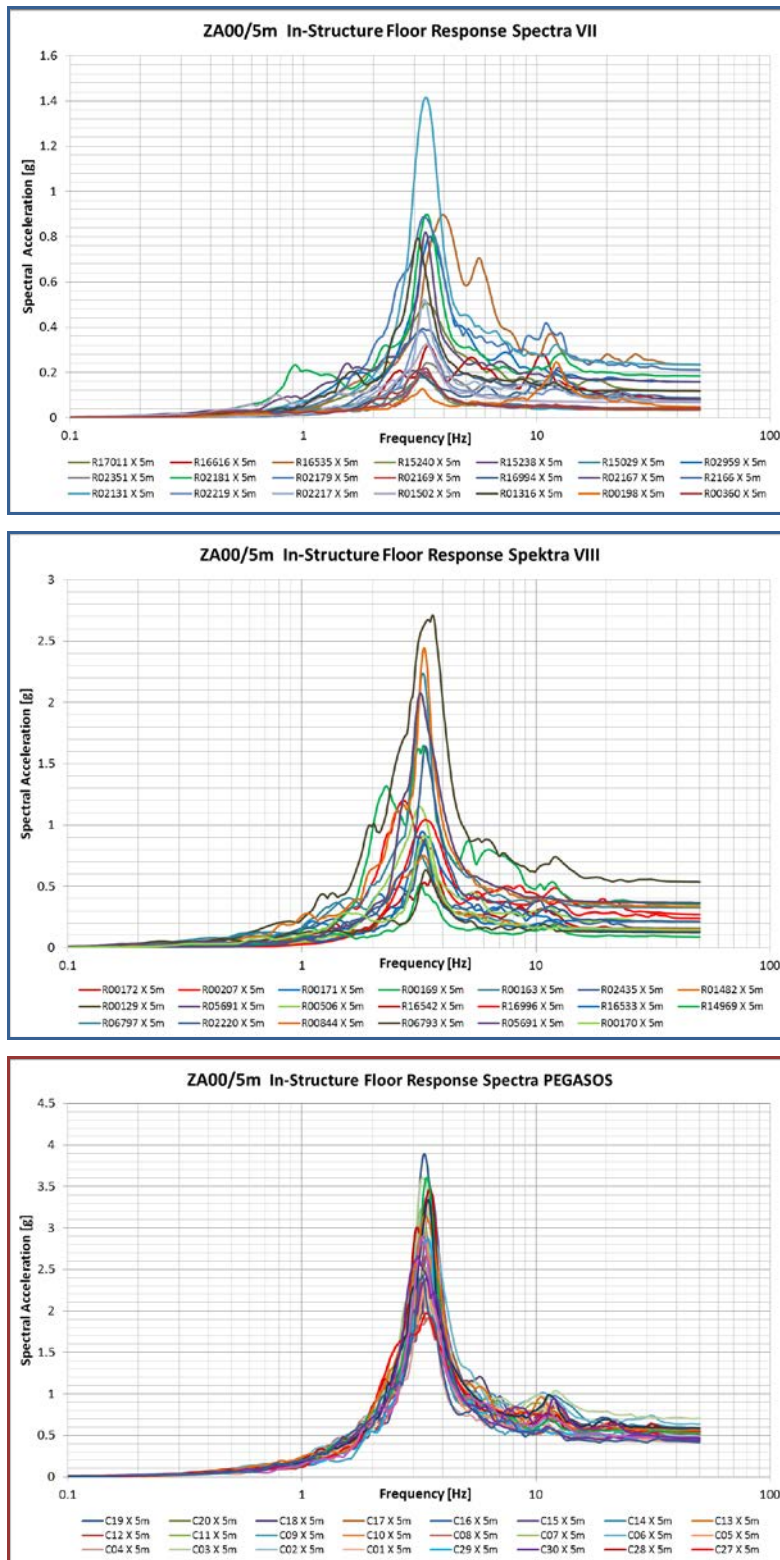 ZA00/5m In-Structure Floor Response Spectra VII
1.6
1.4
1.2
1
0.8
0.6
0.4
0.2
0
Spectral Acceleration [g]
0.1 1 10 100
Frequency [Hz]
R17011 X 5m R16616 X 5m R16535 X 5m R15240 X 5m R15238 X 5m R15029 X 5m R02959 X 5m
R02351 X 5m R02181 X 5m R02179 X 5m R02169 X 5m R16994 X 5m R02167 X 5m R2166 X 5m
R02131 X 5m R02219 X 5m R02217 X 5m R01502 X 5m R01316 X 5m R00198 X 5m R00360 X 5m
ZA00/5m In-Structure Floor Response Spektra VIII
3
2.5
2
1.5
1
0.5
0
Spectral Acceleration [g]
0.1 1 10 100
Frequency [Hz]
R00172 X 5m R00207 X 5m R00171 X 5m R00169 X 5m R00163 X 5m R02435 X 5m R01482 X 5m
R00129 X 5m R05691 X 5m R00506 X 5m R16542 X 5m R16996 X 5m R16533 X 5m R14969 X 5m
R06797 X 5m R02220 X 5m R00844 X 5m R06793 X 5m R05691 X 5m R00170 X 5m
ZA00/5m In-Structure Floor Response Spectra PEGASOS
4.5
4
3.5
3
2.5
2
1.5
1
0.5
0
Spectral Acceleration [g]
0.1 1 10 100
Frequency [Hz]
C19 X 5m C20 X 5m C18 X 5m C17 X 5m C16 X 5m C15 X 5m C14 X 5m C13 X 5m
C12 X 5m C11 X 5m C09 X 5m C10 X 5m C08 X 5m C07 X 5m C06 X 5m C05 X 5m
C04 X 5m C03 X 5m C02 X 5m C01 X 5m C29 X 5m C30 X 5m C28 X 5m C27 X 5m